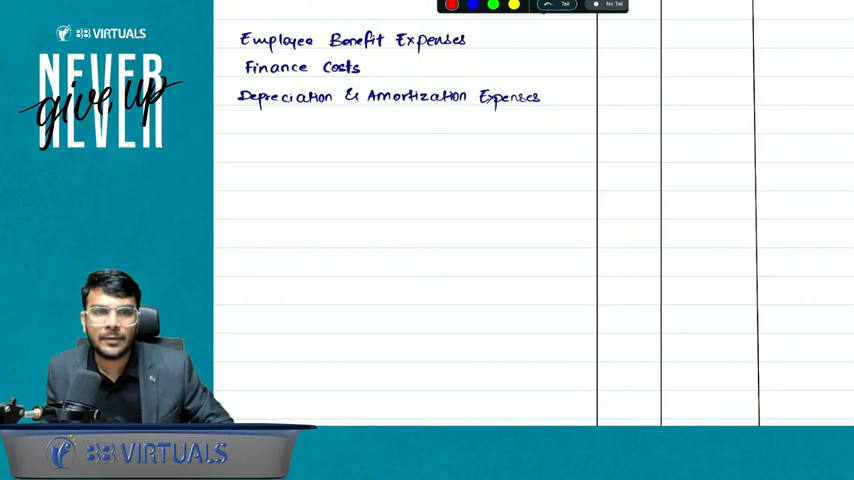 BB VIRTUALS
NEVER
give up
NEVER
Tail
No Tail
Employee Benefit Expenses
Finance Costs
Depreciation & Amortization Expenses
BB VIRTUALS